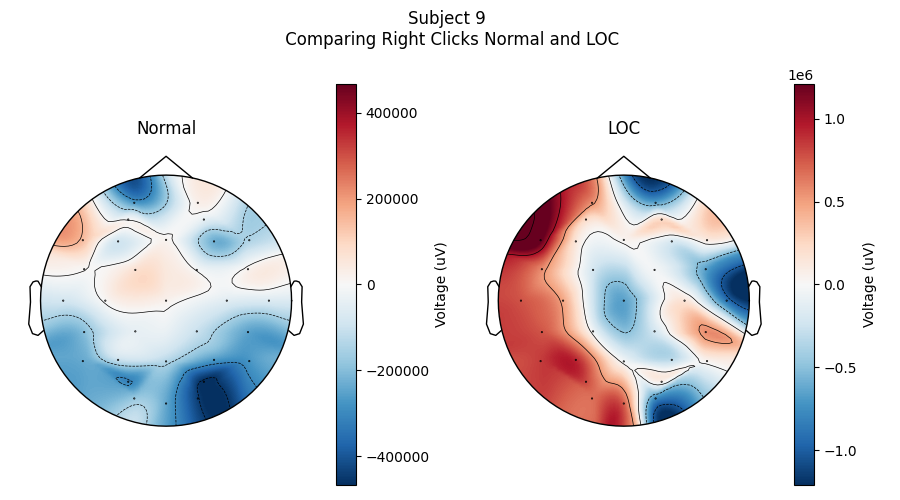 Subject 9
Comparing Right Clicks Normal and LOC
Normal
400000
200000
0
−200000
−400000
Voltage (uV)
LOC
1e6
1.0
0.5
0.0
−0.5
−1.0
Voltage (uV)